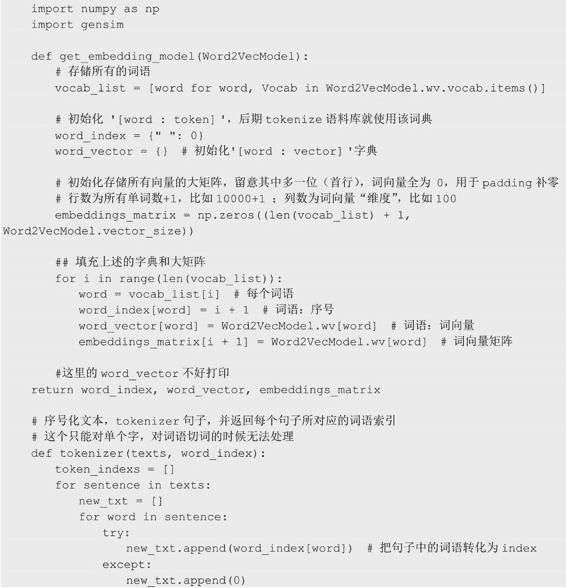 import numpy as np
import gensim
def get_embedding_model(Word2VecModel):
# 存储所有的词语
vocab_list = [word for word, Vocab in Word2VecModel.wv.vocab.items()]
# 初始化 '[word : token]'，后期 tokenize 语料库就使用该词典
word_index = {" ": 0}
word_vector = {}  # 初始化'[word : vector]'字典
# 初始化存储所有向量的大矩阵，留意其中多一位（首行），词向量全为 0，用于 padding 补零
# 行数为所有单词数+1，比如 10000+1 ；列数为词向量“维度”，比如 100
embeddings_matrix = np.zeros((len(vocab_list) + 1,
Word2VecModel.vector_size))
## 填充上述的字典和大矩阵
for i in range(len(vocab_list)):
word = vocab_list[i]  # 每个词语
word_index[word] = i + 1  # 词语：序号
word_vector[word] = Word2VecModel.wv[word]  # 词语：词向量
embeddings_matrix[i + 1] = Word2VecModel.wv[word]  # 词向量矩阵
#这里的 word_vector 不好打印
return word_index, word_vector, embeddings_matrix
# 序号化文本，tokenizer 句子，并返回每个句子所对应的词语索引
# 这个只能对单个字，对词语切词的时候无法处理
def tokenizer(texts, word_index):
token_indexs = []
for sentence in texts:
new_txt = []
for word in sentence:
try:
new_txt.append(word_index[word])  # 把句子中的词语转化为 index
except:
new_txt.append(0)